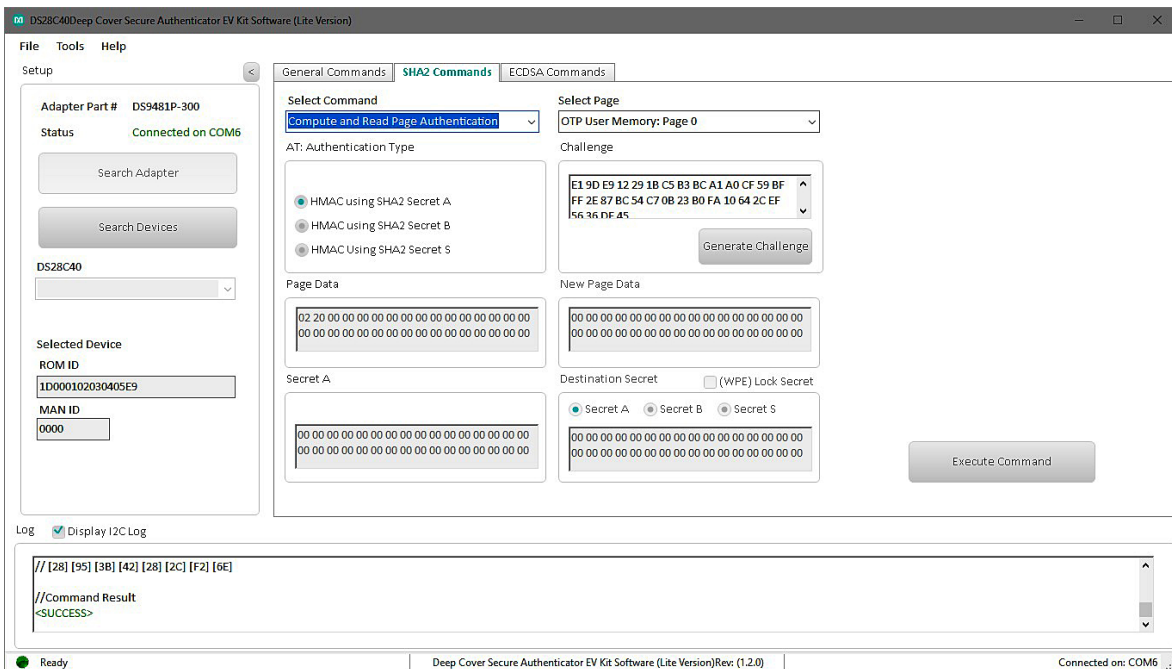 DS28C40Deep Cover Secure Authenticator EV Kit Software (Lite Version)
File Tools Help
Setup
<
Adapter Part # DS9481P-300
Status Connected on COM6
Search Adapter
Search Devices
DS28C40
Selected Device
ROM ID
1D000102030405E9
MAN ID
0000
General Commands SHA2 Commands ECDSA Commands
Select Command
Compute and Read Page Authentication
Select Page
OTP User Memory: Page 0
AT: Authentication Type
HMAC using SHA2 Secret A
HMAC using SHA2 Secret B
HMAC Using SHA2 Secret S
Challenge
E1 9D E9 12 29 1B C5 B3 BC A1 A0 CF 59 BF
FF 2E 87 BC 54 C7 0B 23 B0 FA 10 64 2C EF
56 36 DF 45
Generate Challenge
Page Data
02 20 00 00 00 00 00 00 00 00 00 00 00 00 00 00
00 00 00 00 00 00 00 00 00 00 00 00 00 00 00 00
New Page Data
00 00 00 00 00 00 00 00 00 00 00 00 00 00 00 00
00 00 00 00 00 00 00 00 00 00 00 00 00 00 00 00
Secret A
00 00 00 00 00 00 00 00 00 00 00 00 00 00 00 00
00 00 00 00 00 00 00 00 00 00 00 00 00 00 00 00
Destination Secret (WPE) Lock Secret
Secret A Secret B Secret S
00 00 00 00 00 00 00 00 00 00 00 00 00 00 00 00
00 00 00 00 00 00 00 00 00 00 00 00 00 00 00 00
Execute Command
Log Display I2C Log
// [28] [95] [3B] [42] [28] [2C] [F2] [6E]
//Command Result
<SUCCESS>
Ready
Deep Cover Secure Authenticator EV Kit Software (Lite Version)Rev: (1.2.0)
Connected on: COM6